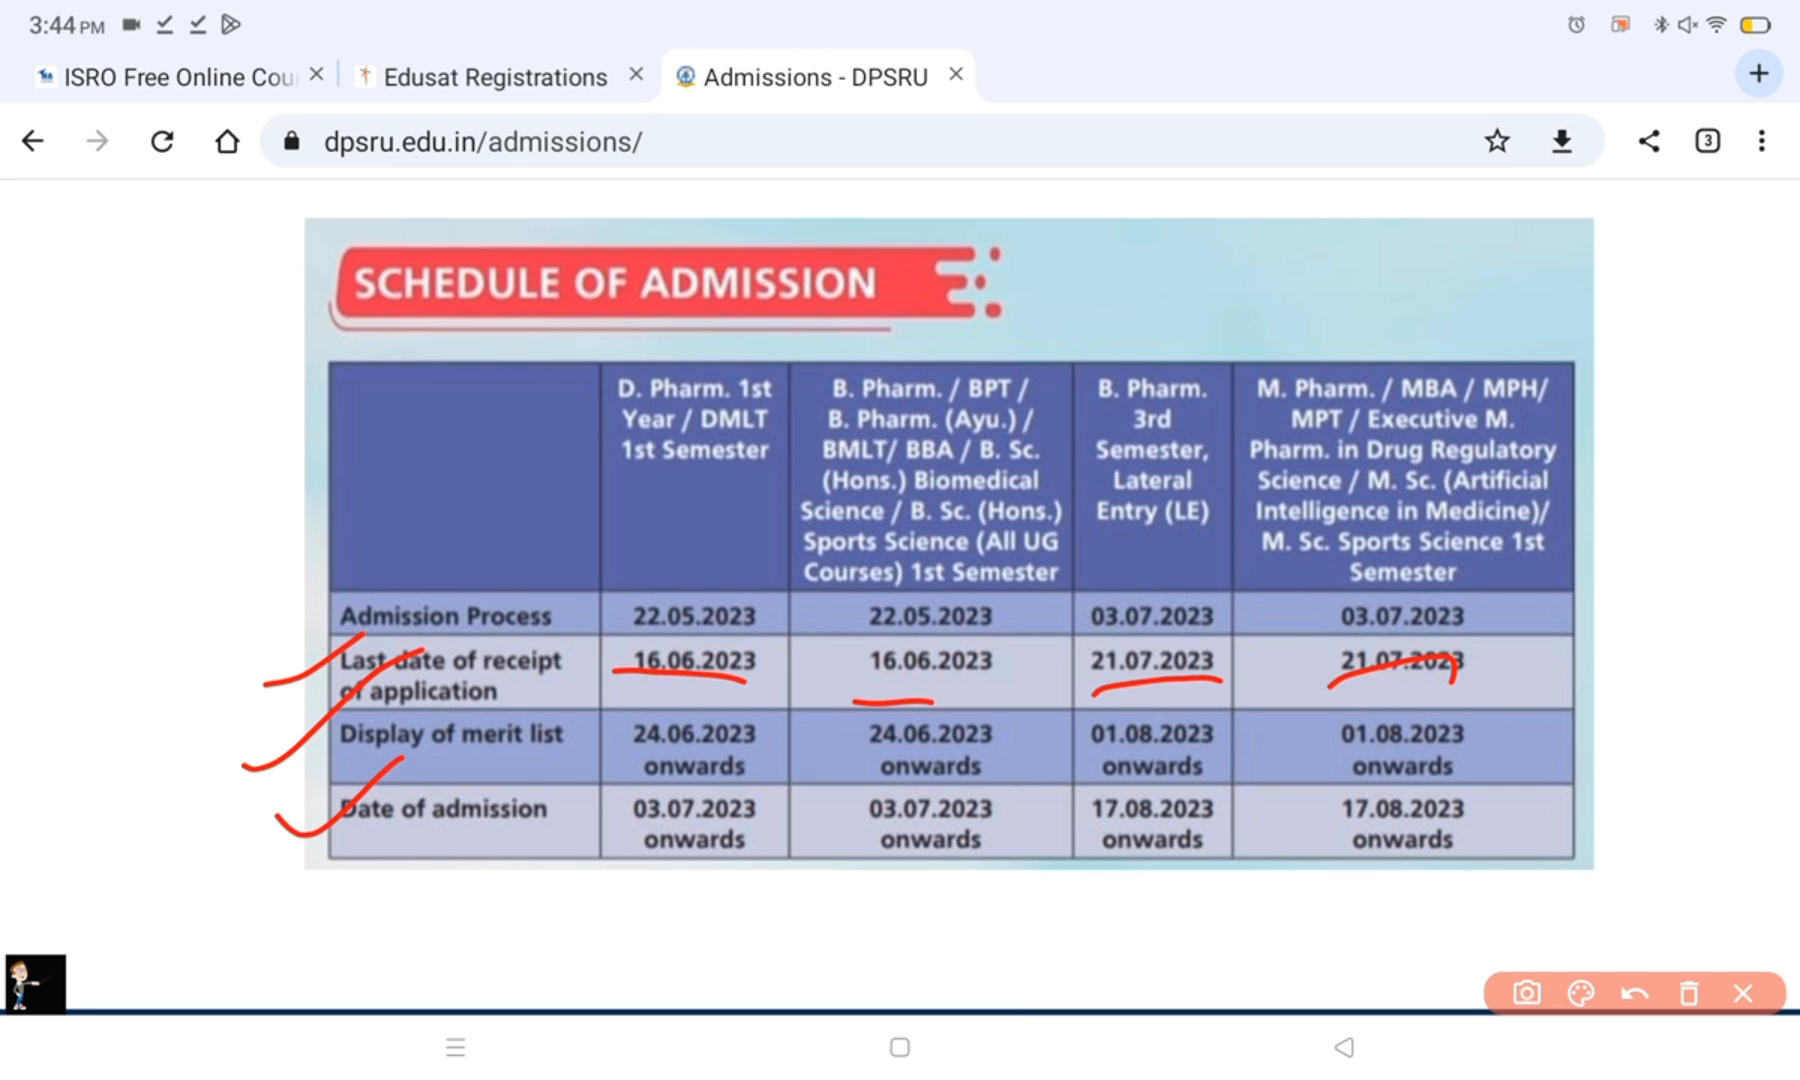 3:44 PM
ISRO Free Online Cou
Edusat Registrations
Admissions - DPSRU
dpsru.edu.in/admissions/
3
SCHEDULE OF ADMISSION
D. Pharm. 1st
Year / DMLT
1st Semester
B. Pharm. / BPT /
B. Pharm. (Ayu.) /
BMLT/ BBA / B. Sc.
(Hons.) Biomedical
Science / B. Sc. (Hons.)
Sports Science (All UG
Courses) 1st Semester
B. Pharm.
3rd
Semester,
Lateral
Entry (LE)
M. Pharm. / MBA / MPH/
MPT / Executive M.
Pharm. in Drug Regulatory
Science / M. Sc. (Artificial
Intelligence in Medicine)/
M. Sc. Sports Science 1st
Semester
Admission Process
22.05.2023
22.05.2023
03.07.2023
03.07.2023
Last date of receipt
of application
16.06.2023
16.06.2023
21.07.2023
21.07.2023
Display of merit list
24.06.2023
onwards
24.06.2023
onwards
01.08.2023
onwards
01.08.2023
onwards
Date of admission
03.07.2023
onwards
03.07.2023
onwards
17.08.2023
onwards
17.08.2023
onwards